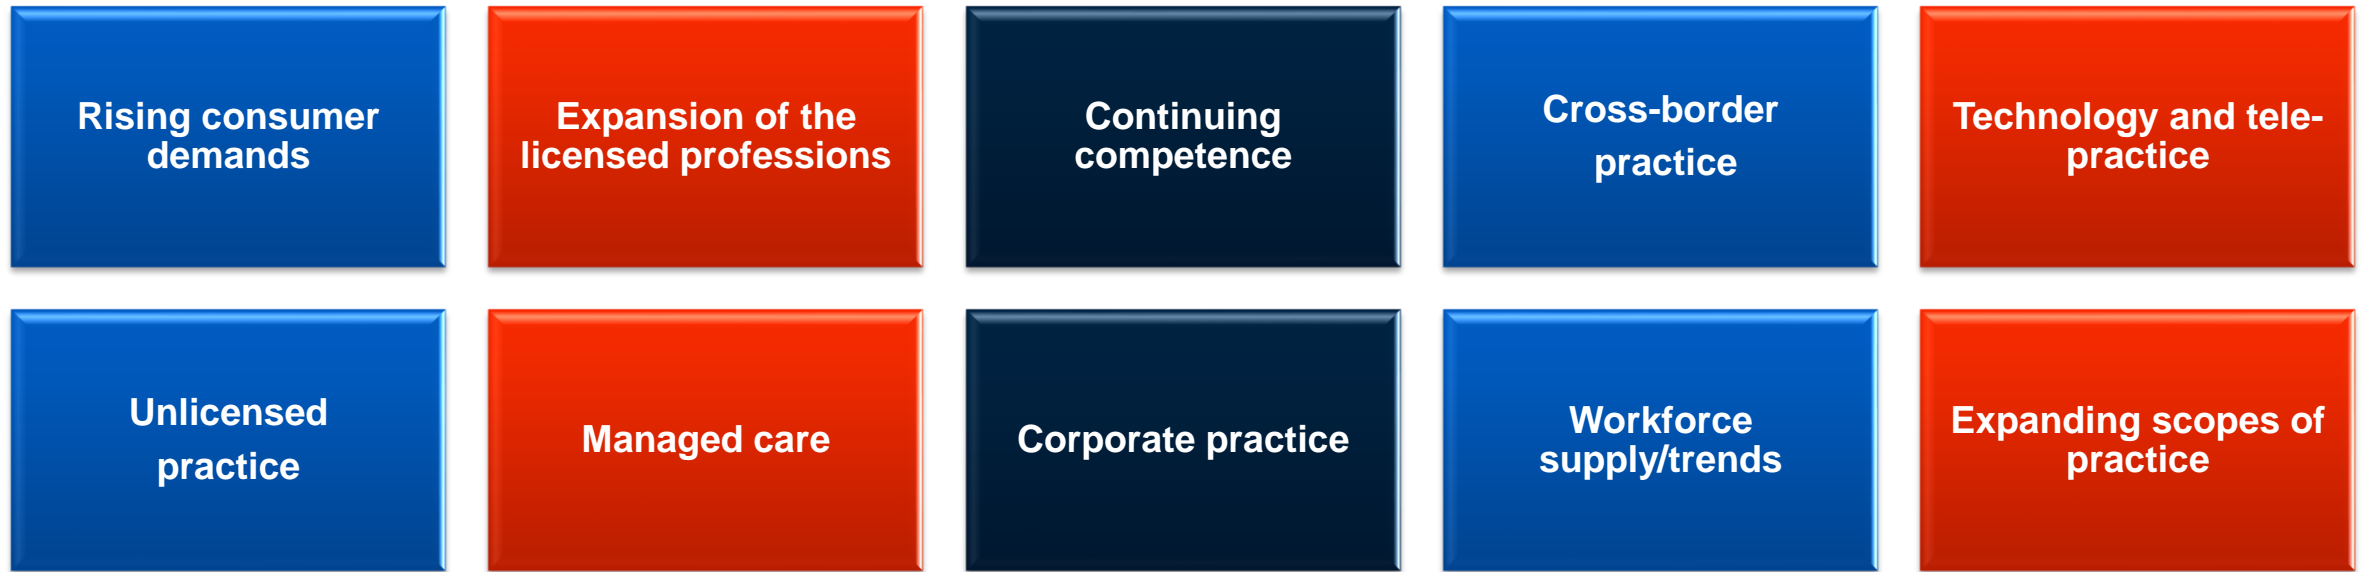 Rising consumer
demands
Expansion of the
licensed professions
Continuing
competence
Cross-border
practice
Technology and tele-
practice
Unlicensed
practice
Managed care
Corporate practice
Workforce
supply/trends
Expanding scopes of
practice